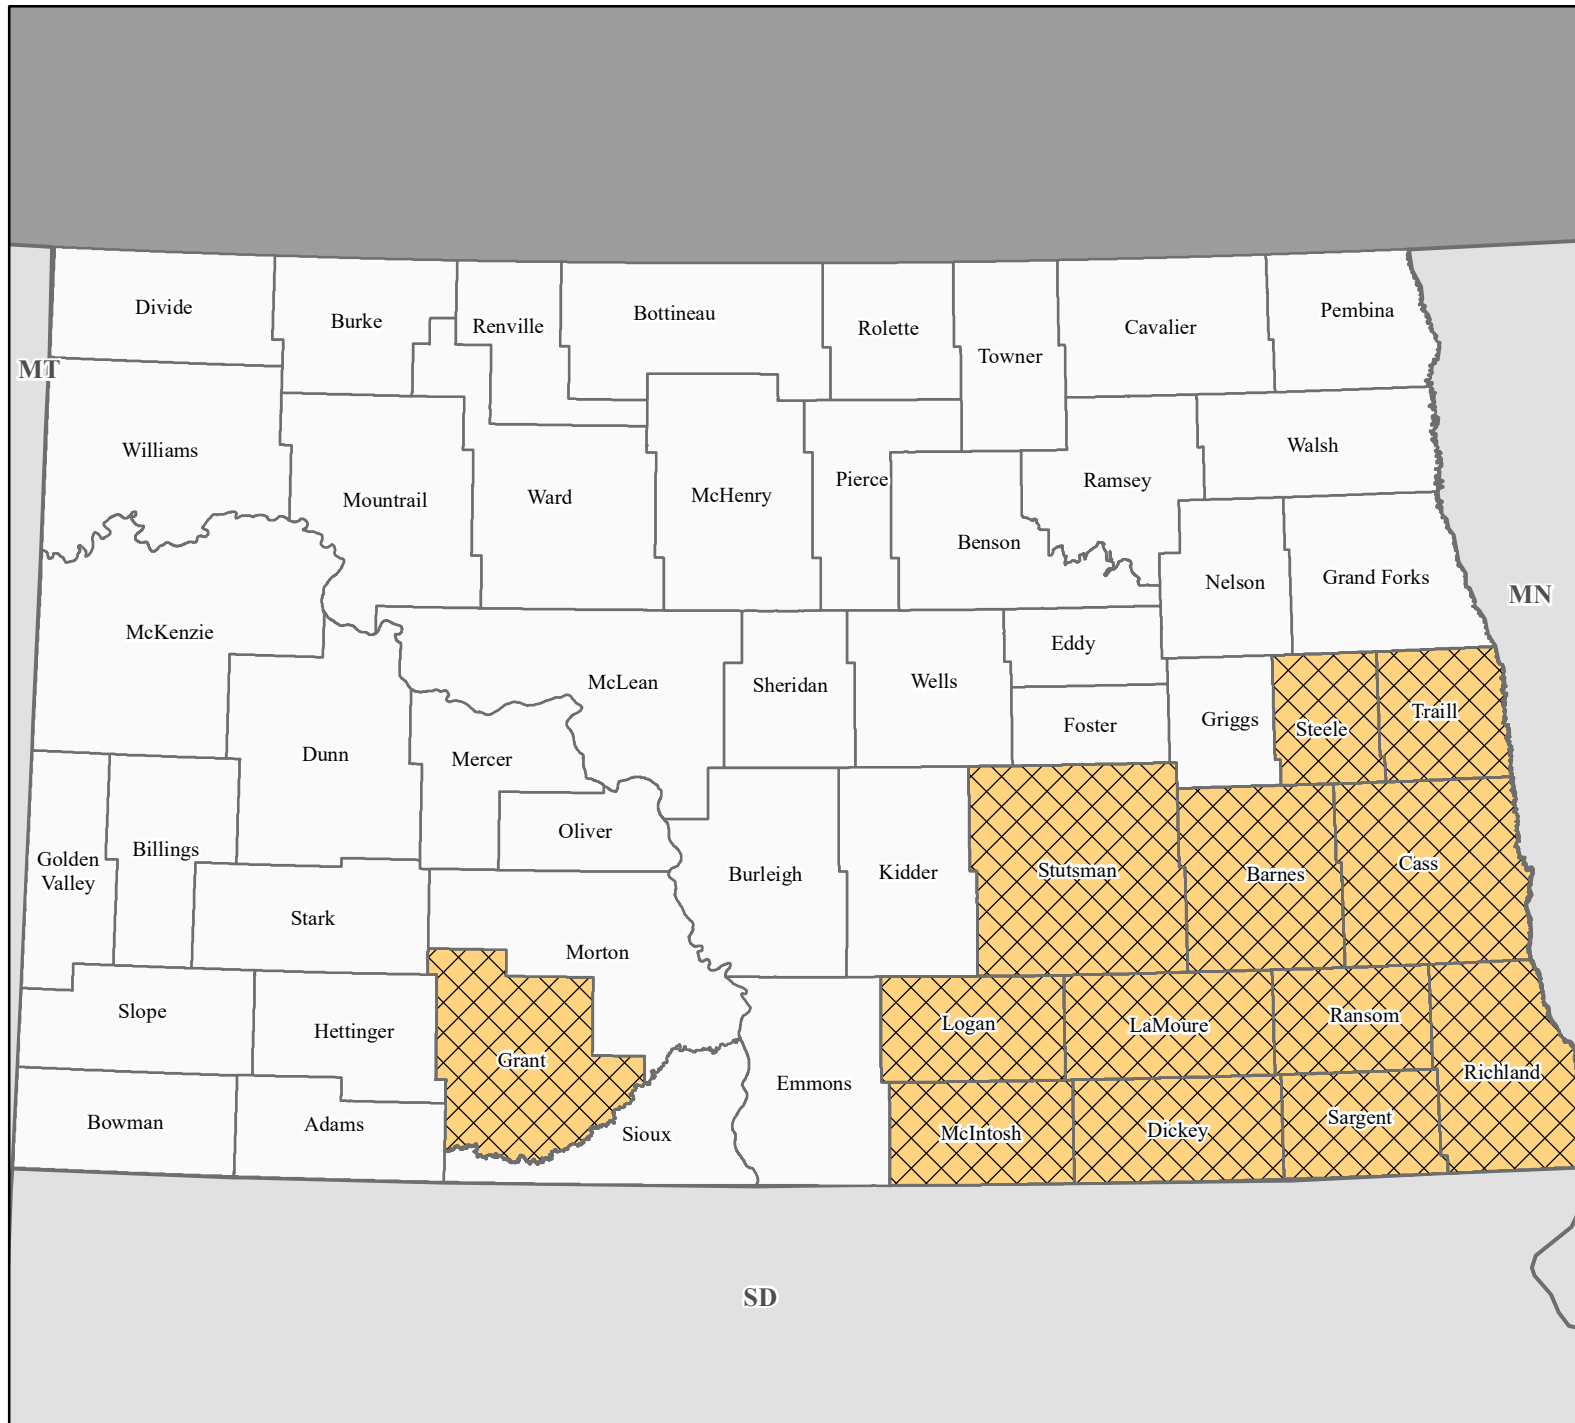 Divide
Burke
Renville
Bottineau
Rolette
Towner
Cavalier
Pembina
MT
Williams
Mountrail
Ward
McHenry
Pierce
Benson
Ramsey
Walsh
Nelson
Grand Forks
MN
McKenzie
McLean
Sheridan
Wells
Eddy
Foster
Griggs
Steele
Traill
Dunn
Mercer
Oliver
Golden
Valley
Billings
Stark
Morton
Burleigh
Kidder
Stutsman
Barnes
Cass
Slope
Hettinger
Grant
Emmons
Logan
LaMoure
Ransom
Richland
Bowman
Adams
Sioux
McIntosh
Dickey
Sargent
SD